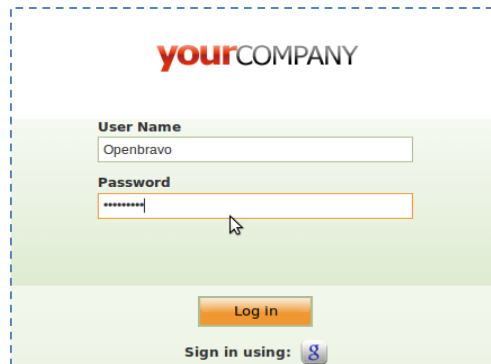 yourCOMPANY
User Name
Openbravo
Password
•••••••••
Log in
Sign in using: g